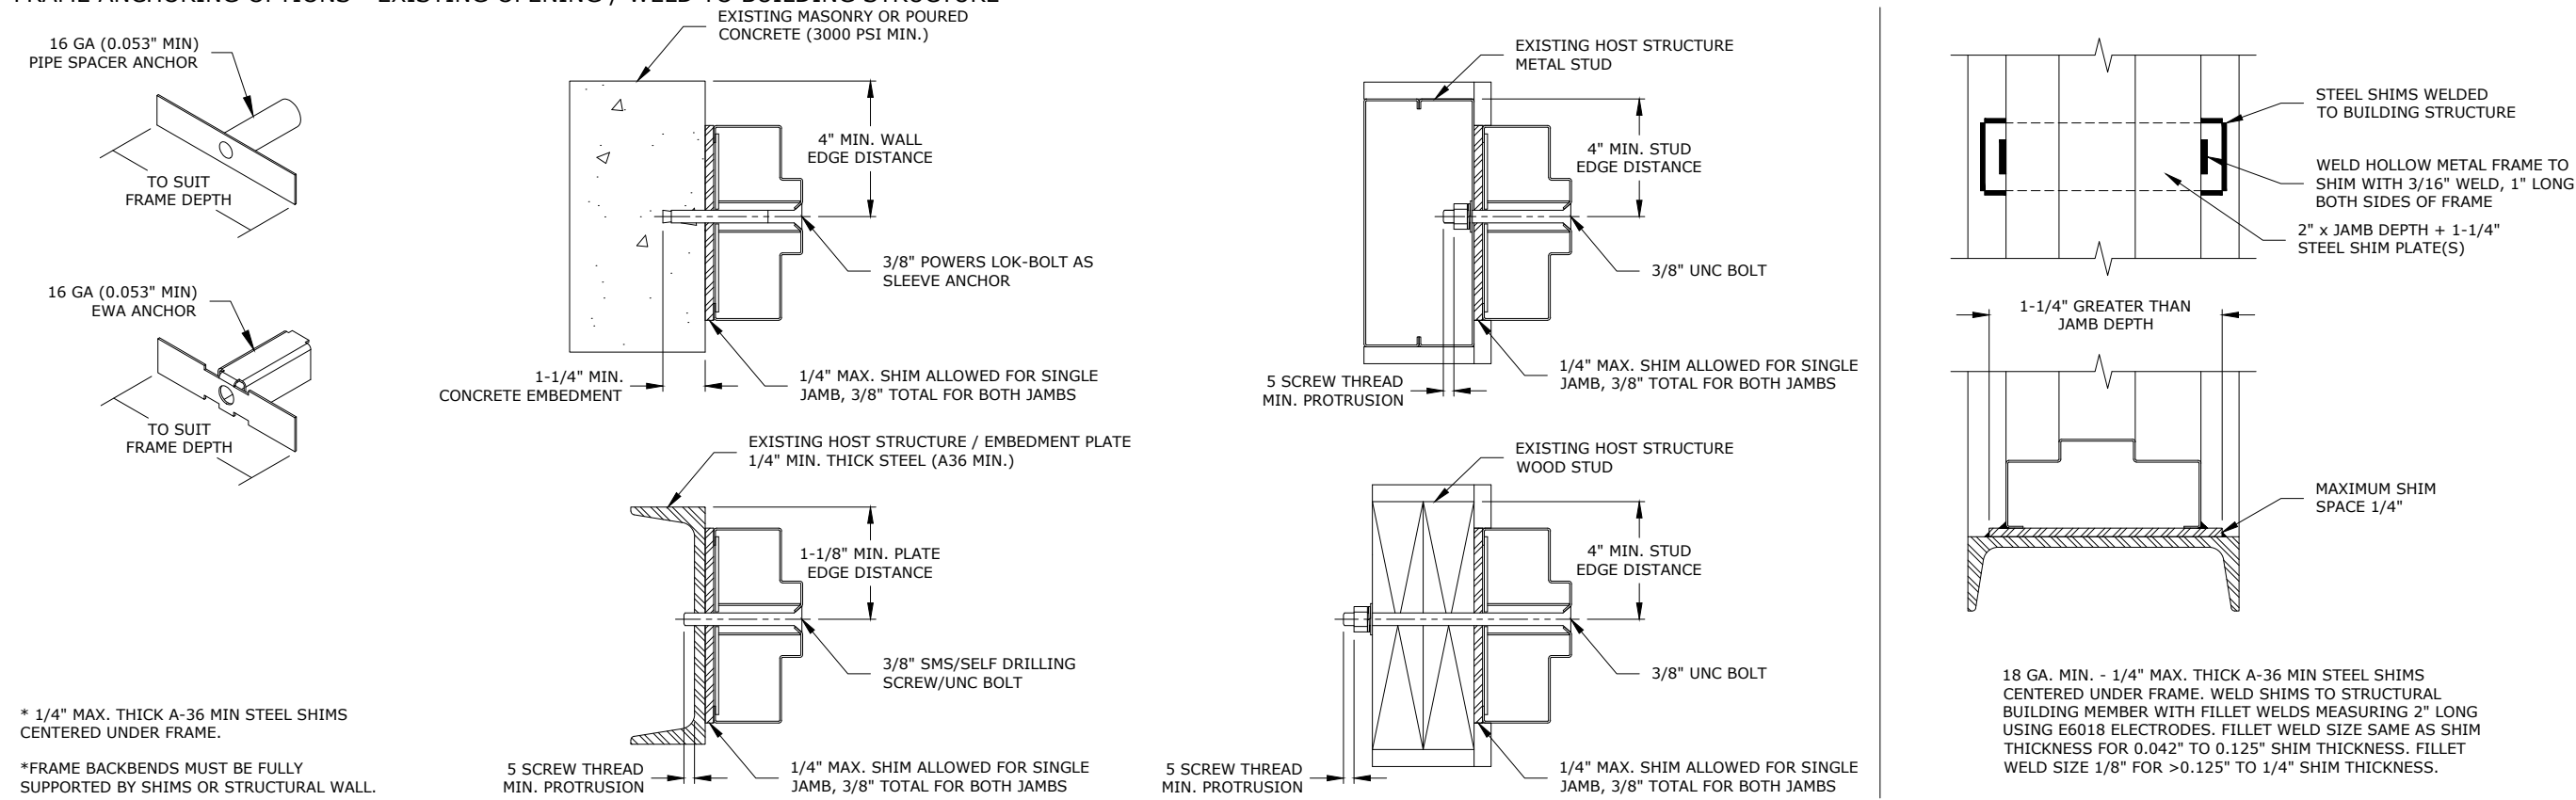 FRAME ANCHORING OPTIONS - EXISTING OPENING / WELD TO BUILDING STRUCTURE
16 GA (0.053" MIN)
PIPE SPACER ANCHOR
TO SUIT
FRAME DEPTH
16 GA (0.053" MIN)
EWA ANCHOR
TO SUIT
FRAME DEPTH
* 1/4" MAX. THICK A-36 MIN STEEL SHIMS
CENTERED UNDER FRAME.
*FRAME BACKBENDS MUST BE FULLY
SUPPORTED BY SHIMS OR STRUCTURAL WALL.
EXISTING MASONRY OR POURED
CONCRETE (3000 PSI MIN.)
4" MIN. WALL
EDGE DISTANCE
3/8" POWERS LOK-BOLT AS
SLEEVE ANCHOR
1-1/4" MIN.
CONCRETE EMBEDMENT
1/4" MAX. SHIM ALLOWED FOR SINGLE
JAMB, 3/8" TOTAL FOR BOTH JAMBS
EXISTING HOST STRUCTURE / EMBEDMENT PLATE
1/4" MIN. THICK STEEL (A36 MIN.)
1-1/8" MIN. PLATE
EDGE DISTANCE
3/8" SMS/SELF DRILLING
SCREW/UNC BOLT
5 SCREW THREAD
MIN. PROTRUSION
1/4" MAX. SHIM ALLOWED FOR SINGLE
JAMB, 3/8" TOTAL FOR BOTH JAMBS
EXISTING HOST STRUCTURE
METAL STUD
4" MIN. STUD
EDGE DISTANCE
3/8" UNC BOLT
5 SCREW THREAD
MIN. PROTRUSION
1/4" MAX. SHIM ALLOWED FOR SINGLE
JAMB, 3/8" TOTAL FOR BOTH JAMBS
EXISTING HOST STRUCTURE
WOOD STUD
4" MIN. STUD
EDGE DISTANCE
3/8" UNC BOLT
5 SCREW THREAD
MIN. PROTRUSION
1/4" MAX. SHIM ALLOWED FOR SINGLE
JAMB, 3/8" TOTAL FOR BOTH JAMBS
STEEL SHIMS WELDED
TO BUILDING STRUCTURE
WELD HOLLOW METAL FRAME TO
SHIM WITH 3/16" WELD, 1" LONG
BOTH SIDES OF FRAME
2" x JAMB DEPTH + 1-1/4"
STEEL SHIM PLATE(S)
1-1/4" GREATER THAN
JAMB DEPTH
MAXIMUM SHIM
SPACE 1/4"
18 GA. MIN. - 1/4" MAX. THICK A-36 MIN STEEL SHIMS
CENTERED UNDER FRAME. WELD SHIMS TO STRUCTURAL
BUILDING MEMBER WITH FILLET WELDS MEASURING 2" LONG
USING E6018 ELECTRODES. FILLET WELD SIZE SAME AS SHIM
THICKNESS FOR 0.042" TO 0.125" SHIM THICKNESS. FILLET
WELD SIZE 1/8" FOR >0.125" TO 1/4" SHIM THICKNESS.